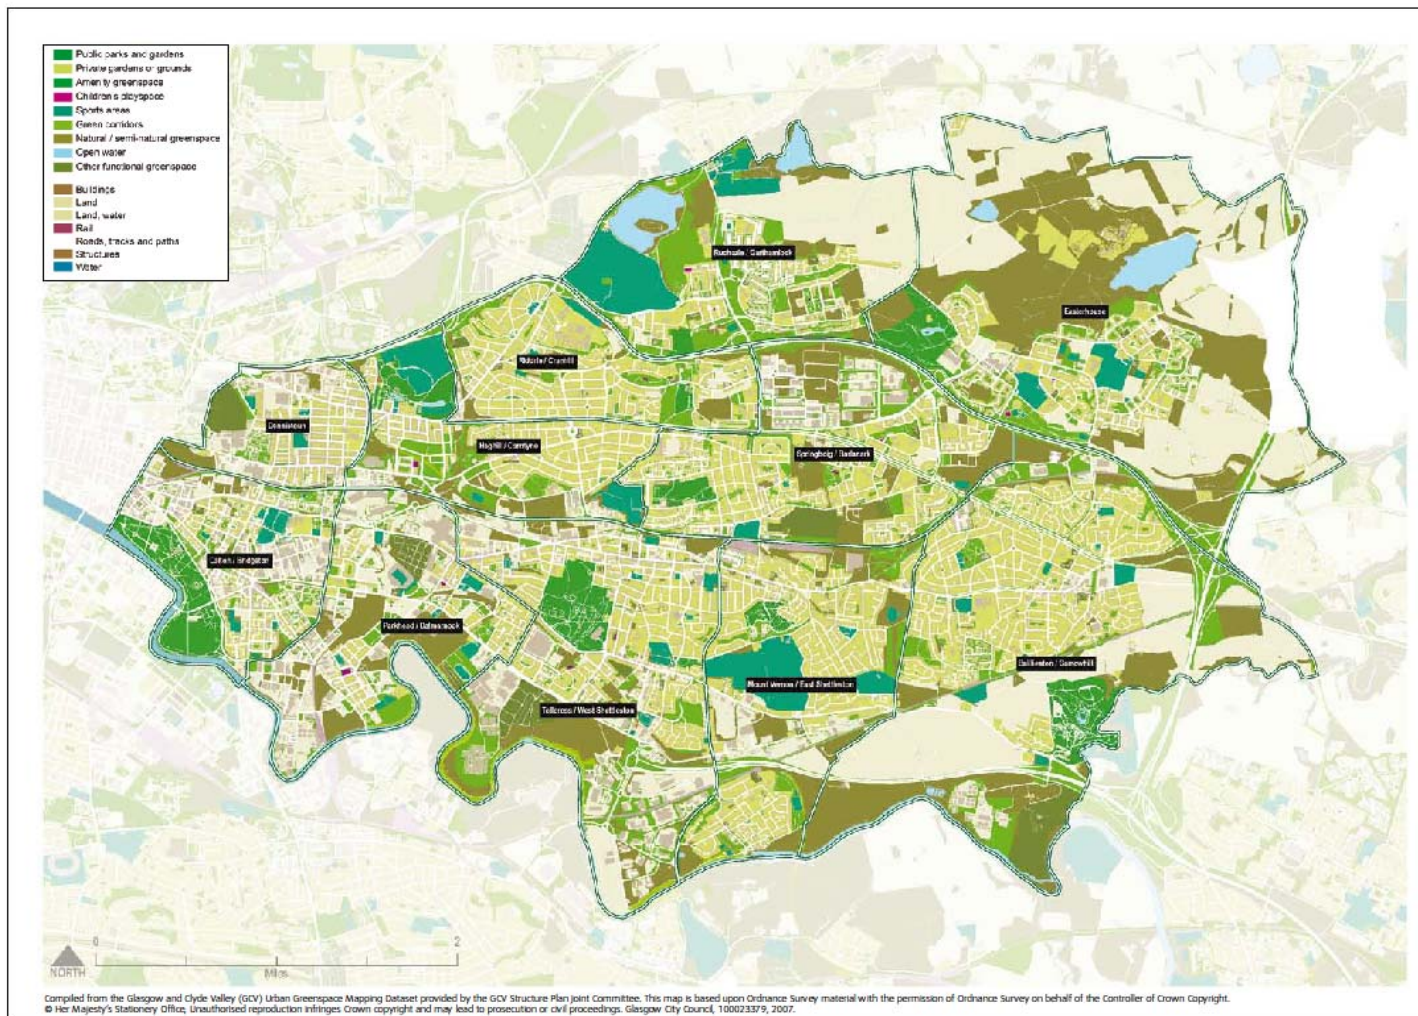 Public parks and gardens
Private gardens or grounds
Amenity greenspace
Children's playspace
Sports areas
Green corridors
Natural / semi-natural greenspace
Open water
Other functional greenspace
Buildings
Land
Land, water
Rail
Roads, tracks and paths
Structures
Water
Ruchazie / Garthamlock
Easterhouse
Riddrie / Cranhill
Dennistoun
Haghill / Carntyne
Springboig / Barlanark
Calton / Bridgeton
Parkhead / Dalmarnock
Baillieston / Garrowhill
Mount Vernon / East Shettleston
Tollcross / West Shettleston
0 2
Miles
NORTH
Compiled from the Glasgow and Clyde Valley (GCV) Urban Greenspace Mapping Dataset provided by the GCV Structure Plan Joint Committee. This map is based upon Ordnance Survey material with the permission of Ordnance Survey on behalf of the Controller of Crown Copyright.
© Her Majesty's Stationery Office, Unauthorised reproduction infringes Crown copyright and may lead to prosecution or civil proceedings. Glasgow City Council, 100023379, 2007.